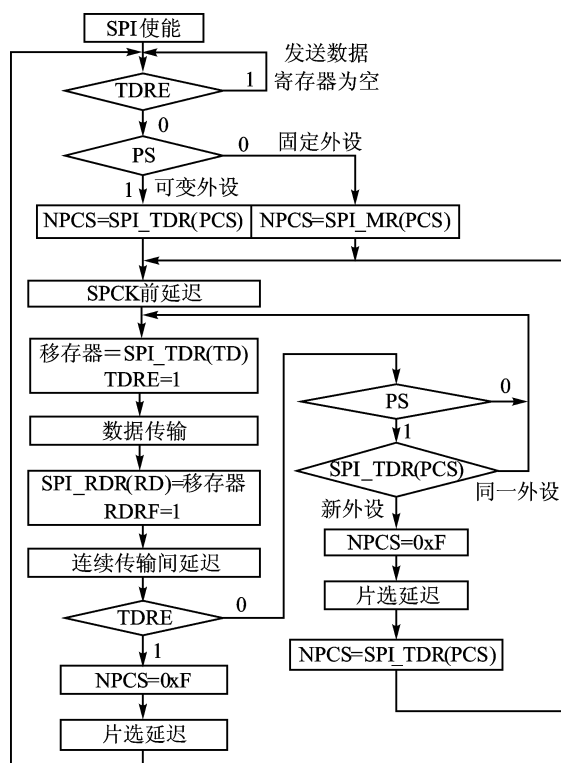 SPI使能
发送数据
寄存器为空
TDRE
1
0
PS
0
固定外设
1
可变外设
NPCS=SPI_TDR(PCS)
NPCS=SPI_MR(PCS)
SPCK前延迟
移存器=SPI_TDR(TD)
TDRE=1
数据传输
SPI_RDR(RD)=移存器
RDRF=1
连续传输间延迟
TDRE
0
1
NPCS=0xF
片选延迟
PS
0
1
SPI_TDR(PCS)
同一外设
新外设
NPCS=0xF
片选延迟
NPCS=SPI_TDR(PCS)